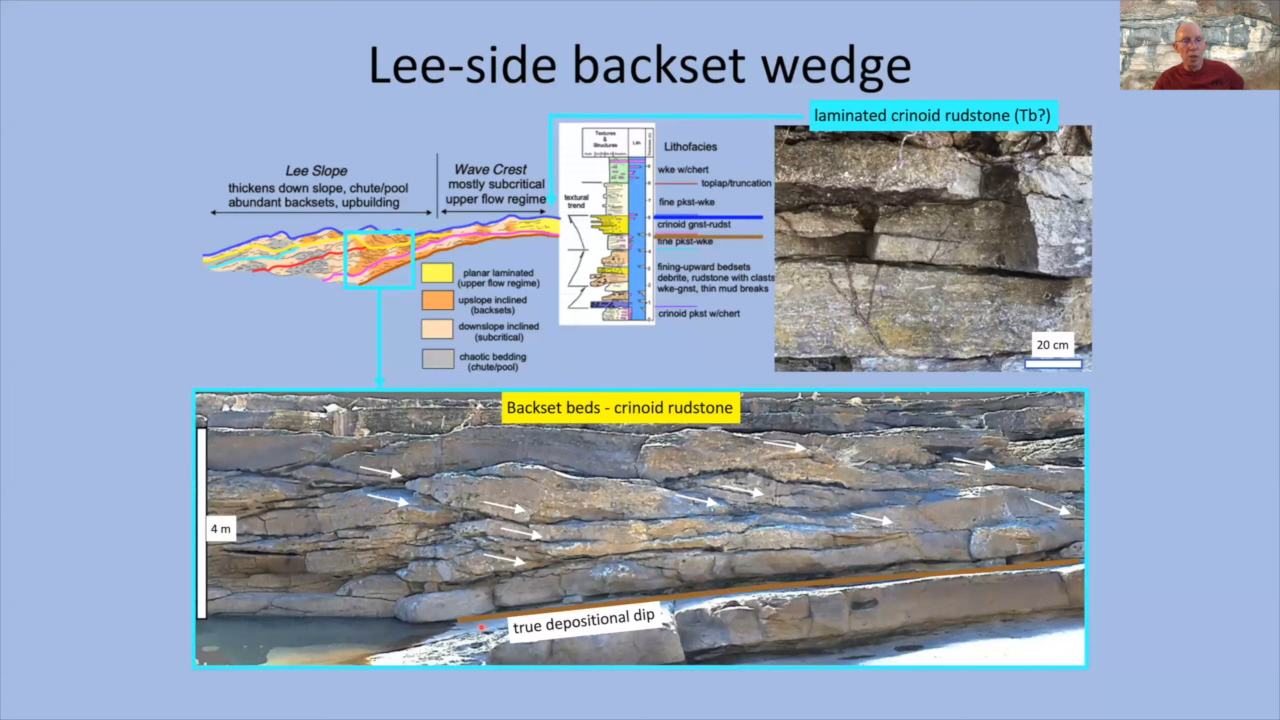 Lee-side backset wedge
laminated crinoid rudstone (Tb?)
Lee Slope
thickens down slope, chute/pool
abundant backsets, upbuilding
Wave Crest
mostly subcritical
upper flow regime
planar laminated
(upper flow regime)
upslope inclined
(backsets)
downslope inclined
(subcritical)
chaotic bedding
(chute/pool)
textural
trend
Textures
&
Structures
Lith
Lithofacies
wke w/chert
toplap/truncation
fine pkst-wke
crinoid gnst-rudst
fine pkst-wke
fining-upward bedsets
debrite, rudstone with clasts
wke-gnst, thin mud breaks
crinoid pkst w/chert
20 cm
Backset beds - crinoid rudstone
4 m
true depositional dip